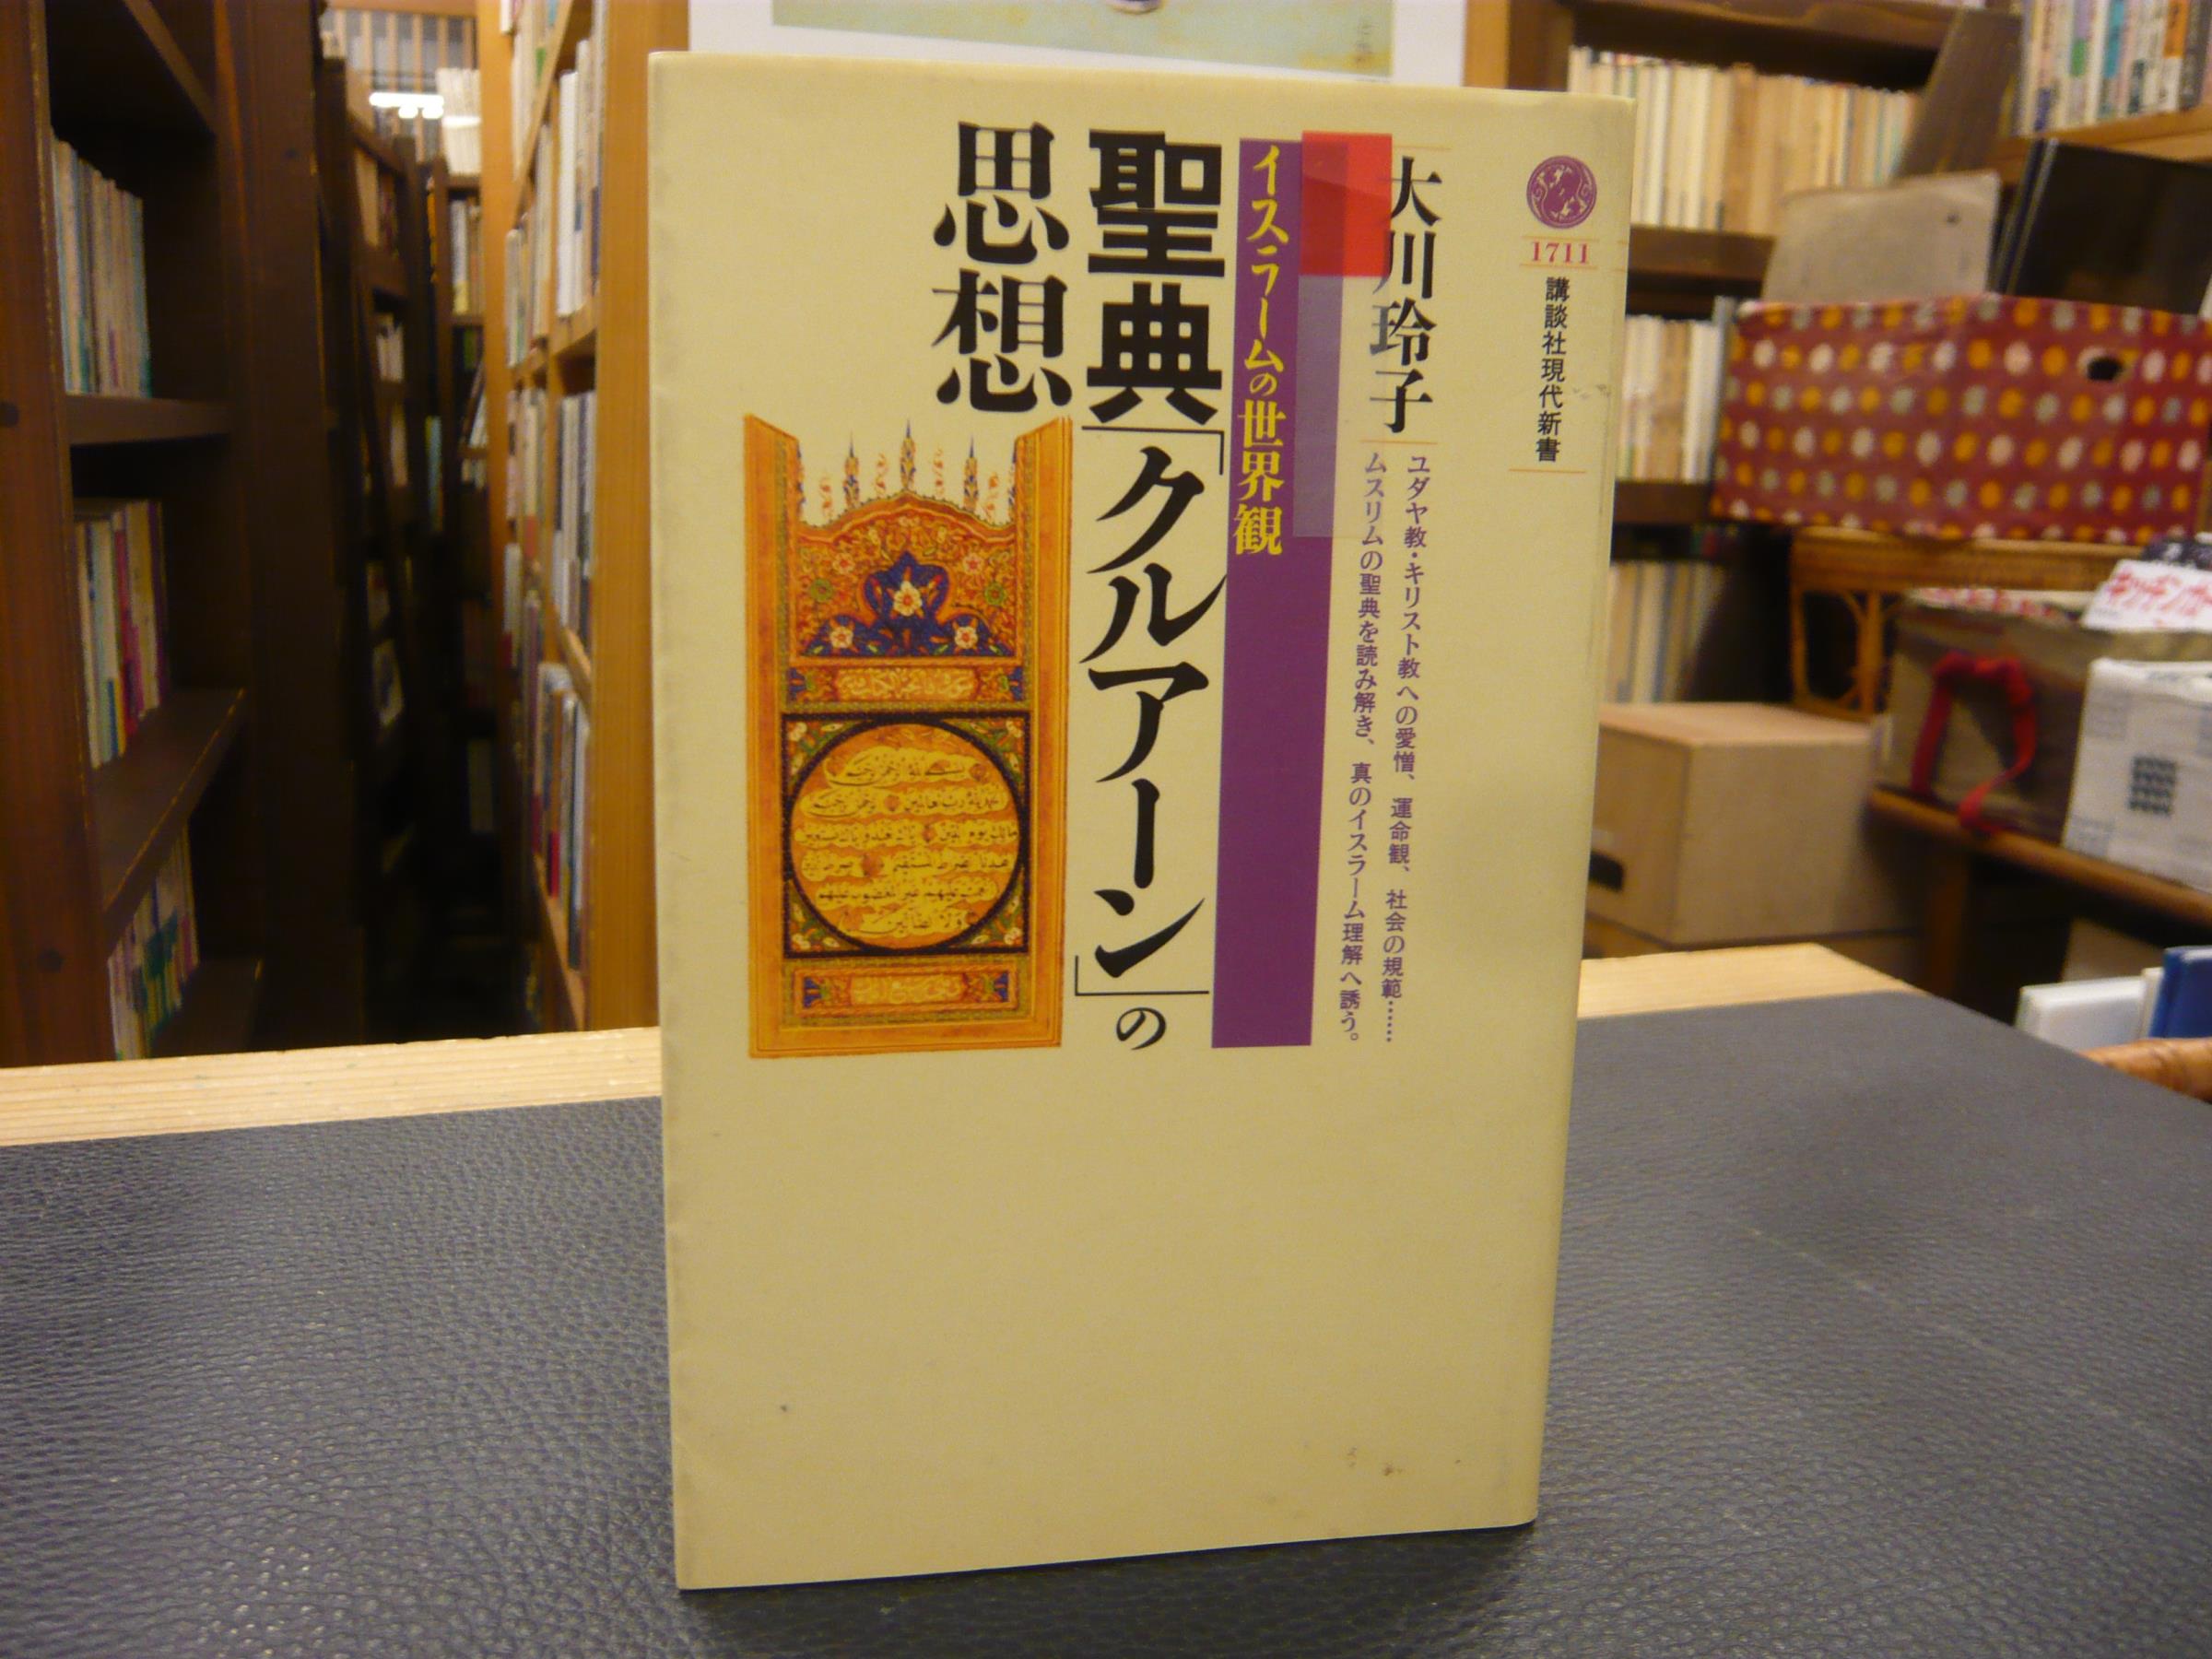 1711
講談社現代新書
大川玲子
ユダヤ教・キリスト教への愛憎、運命観、社会の規範……
ムスリムの聖典を読み解き、真のイスラーム理解へ誘う。
イスラームの世界観
聖典「クルアーン」の
思想